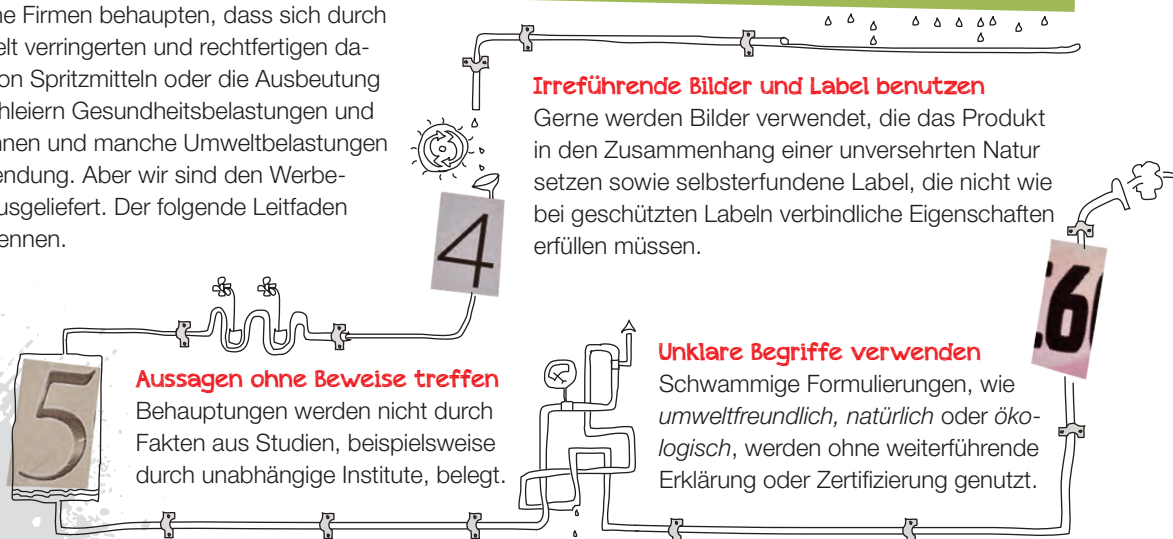 ne Firmen behaupten, dass sich durch
elt verringerten und rechtfertigen da-
on Spritzmitteln oder die Ausbeutung
hleiern Gesundheitsbelastungen und
nnen und manche Umweltbelastungen
endung. Aber wir sind den Werbe-
usgeliefert. Der folgende Leitfaden
ennen.
4
Irreführende Bilder und Label benutzen
Gerne werden Bilder verwendet, die das Produkt
in den Zusammenhang einer unversehrten Natur
setzen sowie selbsterfundene Label, die nicht wie
bei geschützten Labeln verbindliche Eigenschaften
erfüllen müssen.
5
Aussagen ohne Beweise treffen
Behauptungen werden nicht durch
Fakten aus Studien, beispielsweise
durch unabhängige Institute, belegt.
6
Unklare Begriffe verwenden
Schwammige Formulierungen, wie
umweltfreundlich, natürlich oder öko-
logisch, werden ohne weiterführende
Erklärung oder Zertifizierung genutzt.